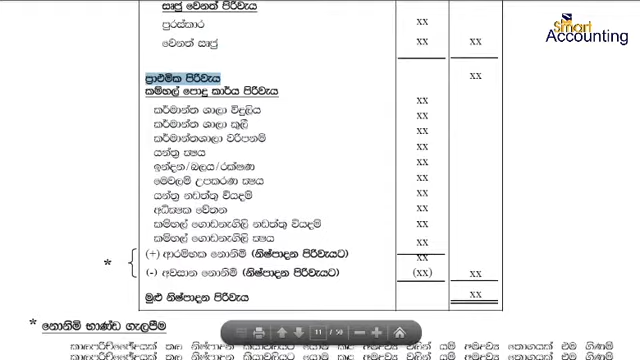 සෘජු වෙනත් පිරිවැය
පුරස්කාර xx
වෙනත් සෘජු xx xx
ප්‍රාථමික පිරිවැය xx
කම්හල් පොදු කාර්ය පිරිවැය
කර්මාන්ත ශාලා විදුලිය xx
කර්මාන්ත ශාලා කුලී xx
කර්මාන්තශාලා වරිපනම් xx
යන්ත්‍ර ක්‍ෂය xx
ඉන්දන/බලය/රක්ෂණ xx
මෙවලම් උපකරණ ක්‍ෂය xx
යන්ත්‍ර නඩත්තු වියදම් xx
අධීක්‍ෂක වේතන xx
කම්හල් ගොඩනැගිලි නඩත්තු වියදම් xx
කම්හල් ගොඩනැගිලි ක්‍ෂය xx
* (+) ආරම්භක නොනිමි (නිෂ්පාදන පිරිවැයට) xx
(-) අවසාන නොනිමි (නිෂ්පාදන පිරිවැයට) (xx) xx
මුළු නිෂ්පාදන පිරිවැය xx
* නොනිමි භාණ්ඩ ගැලපීම
Smart
Accounting
11 / 50